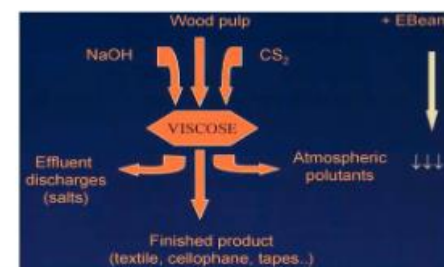 Wood pulp
+ EBeam
NaOH
CS₂
VISCOSE
Effluent
discharges
(salts)
Atmospheric
polutants
↓↓↓
Finished product
(textile, cellophane, tapes..)